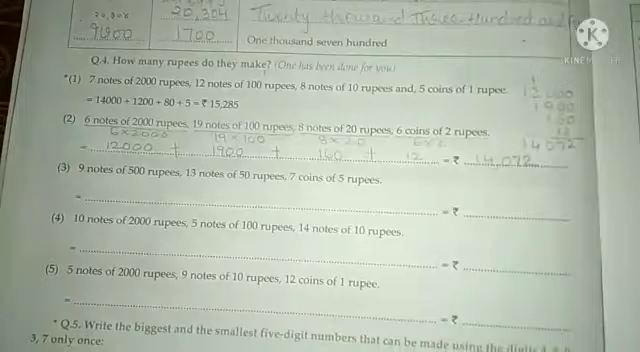 20,304
9900 1700 One thousand seven hundred
K
KINEM
Q.4. How many rupees do they make? (One has been done for you)
*(1) 7 notes of 2000 rupees, 12 notes of 100 rupees, 8 notes of 10 rupees and, 5 coins of 1 rupee.
= 14000 + 1200 + 80 + 5 = ₹ 15,285
(2) 6 notes of 2000 rupees, 19 notes of 100 rupees, 8 notes of 20 rupees, 6 coins of 2 rupees.
6 x 2000 19 x 100 8 x 20 6 x 2
= 12000 + 1900 + 160 + 12 = ₹ 14,072
1
12000
1900
160
12
14072
(3) 9 notes of 500 rupees, 13 notes of 50 rupees, 7 coins of 5 rupees.
= = ₹
(4) 10 notes of 2000 rupees, 5 notes of 100 rupees, 14 notes of 10 rupees.
= = ₹
(5) 5 notes of 2000 rupees, 9 notes of 10 rupees, 12 coins of 1 rupee.
= = ₹
* Q.5. Write the biggest and the smallest five-digit numbers that can be made using the digits
3, 7 only once: